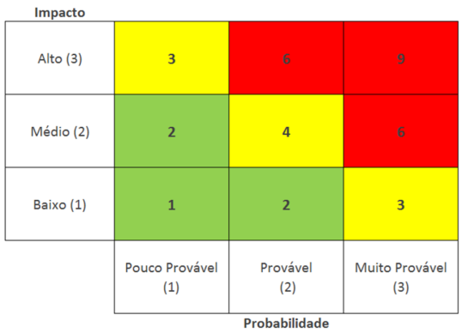 Impacto
Alto (3) 3 6 9
Médio (2) 2 4 6
Baixo (1) 1 2 3
Pouco Provável Provável Muito Provável
(1) (2) (3)
Probabilidade